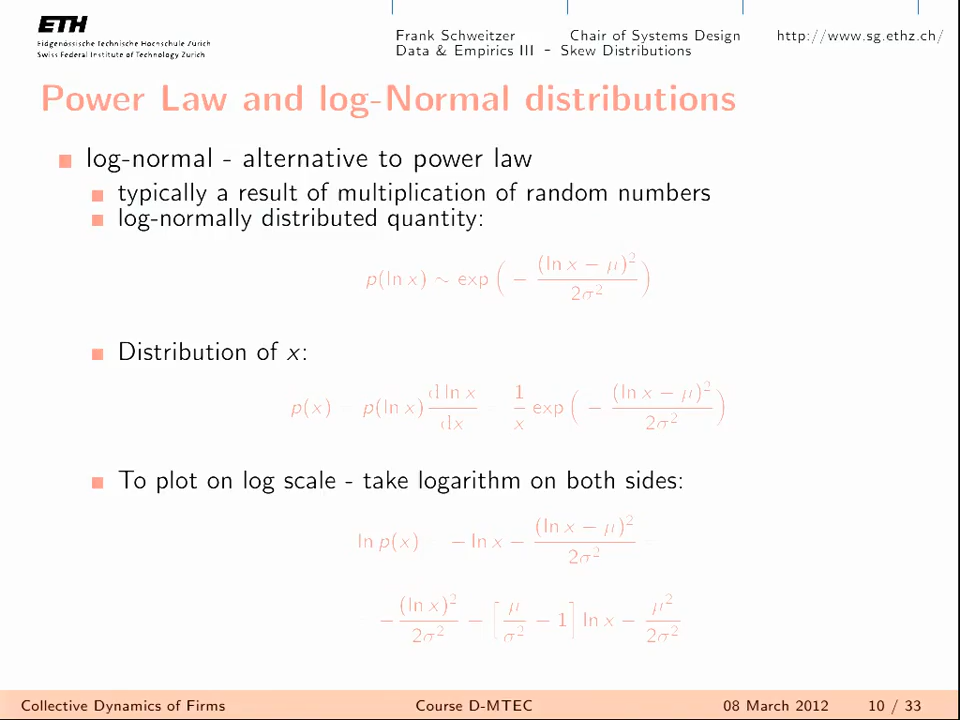 ETH
Eidgenössische Technische Hochschule Zürich
Swiss Federal Institute of Technology Zurich
Frank Schweitzer Chair of Systems Design http://www.sg.ethz.ch/
Data & Empirics III - Skew Distributions
Power Law and log-Normal distributions
log-normal - alternative to power law
typically a result of multiplication of random numbers
log-normally distributed quantity:
p(ln x) ∼ exp ( − (ln x − μ)² / 2σ² )
Distribution of x:
p(x) = p(ln x) d ln x / dx = 1/x exp ( − (ln x − μ)² / 2σ² )
To plot on log scale - take logarithm on both sides:
ln p(x) − ln x − (ln x − μ)² / 2σ² =
= − (ln x)² / 2σ² − [ μ / σ² − 1 ] ln x − μ² / 2σ²
Collective Dynamics of Firms Course D-MTEC 08 March 2012 10 / 33